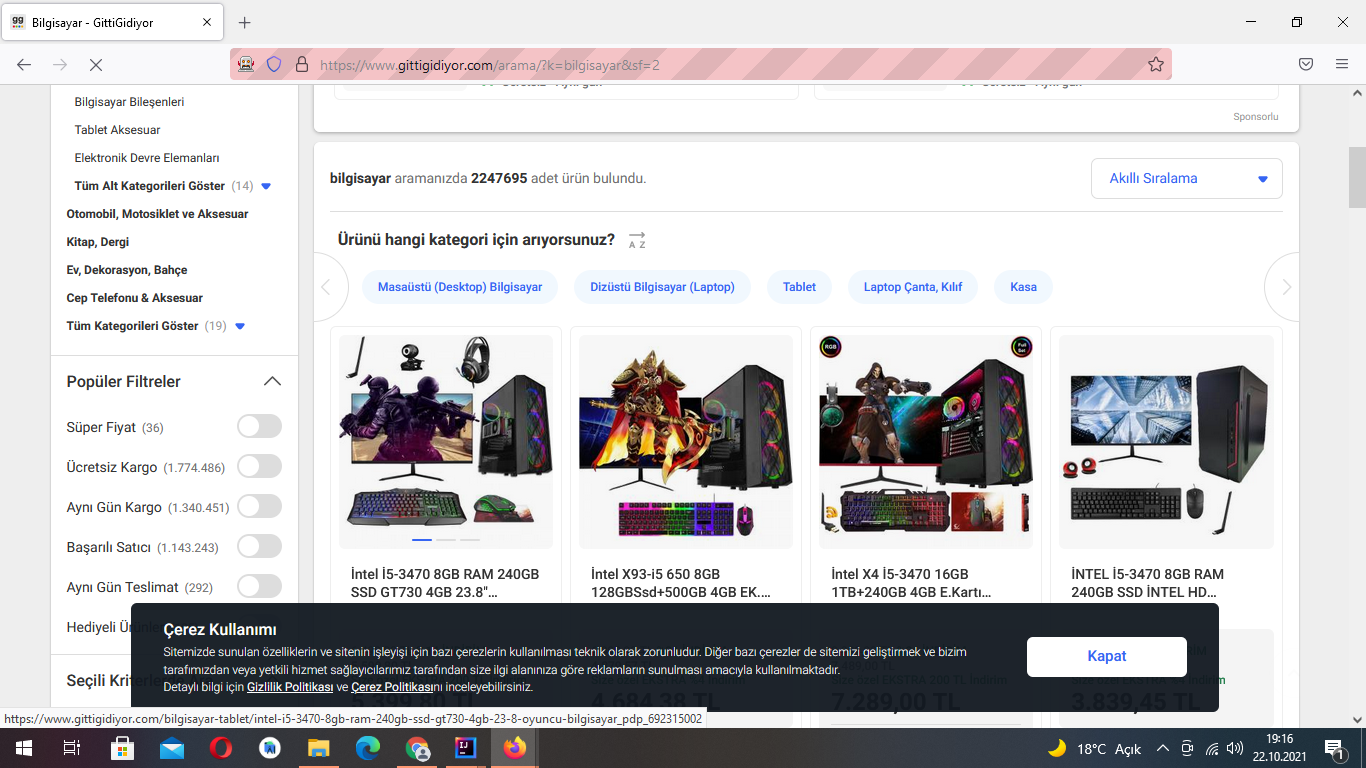 Bilgisayar - GittiGidiyor
https://www.gittigidiyor.com/arama/?k=bilgisayar&sf=2
Bilgisayar Bileşenleri
Tablet Aksesuar
Elektronik Devre Elemanları
Tüm Alt Kategorileri Göster (14)
Otomobil, Motosiklet ve Aksesuar
Kitap, Dergi
Ev, Dekorasyon, Bahçe
Cep Telefonu & Aksesuar
Tüm Kategorileri Göster (19)
Popüler Filtreler
Süper Fiyat (36)
Ücretsiz Kargo (1.774.486)
Aynı Gün Kargo (1.340.451)
Başarılı Satıcı (1.143.243)
Aynı Gün Teslimat (292)
Hediyeli
Seçili
Sponsorlu
bilgisayar aramanızda 2247695 adet ürün bulundu.
Akıllı Sıralama
Ürünü hangi kategori için arıyorsunuz?
A Z
Masaüstü (Desktop) Bilgisayar
Dizüstü Bilgisayar (Laptop)
Tablet
Laptop Çanta, Kılıf
Kasa
RGB
Full Set
İntel İ5-3470 8GB RAM 240GB
SSD GT730 4GB 23.8"...
İntel X93-i5 650 8GB
128GBSsd+500GB 4GB EK....
İntel X4 İ5-3470 16GB
1TB+240GB 4GB E.Kartı...
İNTEL İ5-3470 8GB RAM
240GB SSD İNTEL HD...
Çerez Kullanımı
Sitemizde sunulan özelliklerin ve sitenin işleyişi için bazı çerezlerin kullanılması teknik olarak zorunludur. Diğer bazı çerezler de sitemizi geliştirmek ve bizim
tarafımızdan veya yetkili hizmet sağlayıcılarımız tarafından size ilgi alanınıza göre reklamların sunulması amacıyla kullanılmaktadır.
Detaylı bilgi için Gizlilik Politikası ve Çerez Politikasını inceleyebilirsiniz.
Kapat
5.399,80 TL
4.684,38 TL
7.289,00 TL
3.839,45 TL
https://www.gittigidiyor.com/bilgisayar-tablet/intel-i5-3470-8gb-ram-240gb-ssd-gt730-4gb-23-8-oyuncu-bilgisayar_pdp_692315002
18°C Açık
19:16
22.10.2021
1